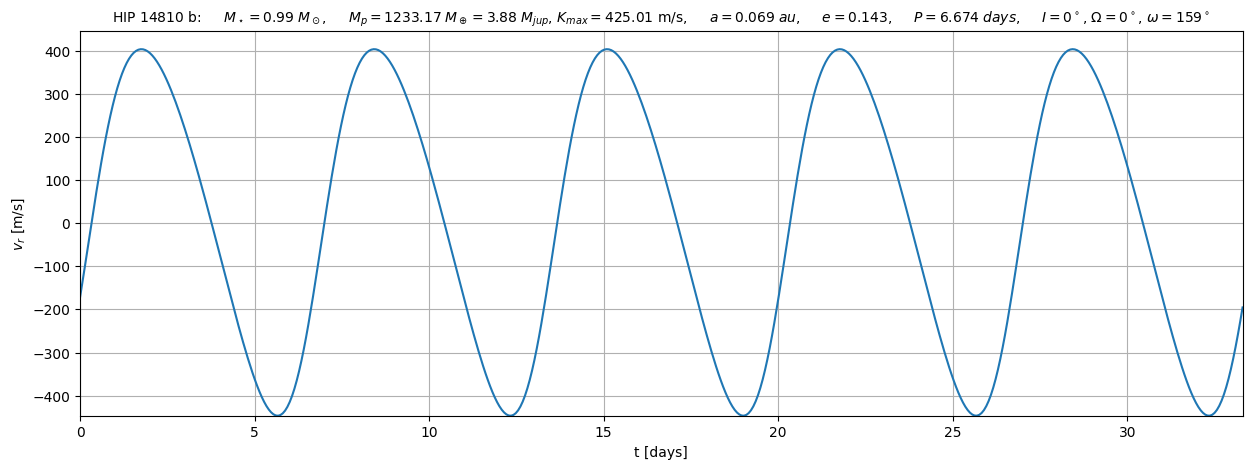 HIP 14810 b: M⋆ = 0.99 M⊙, Mp = 1233.17 M⊕ = 3.88 Mjup, Kmax = 425.01 m/s, a = 0.069 au, e = 0.143, P = 6.674 days, I = 0°, Ω = 0°, ω = 159°
400
300
200
100
0
−100
−200
−300
−400
vr [m/s]
0 5 10 15 20 25 30
t [days]